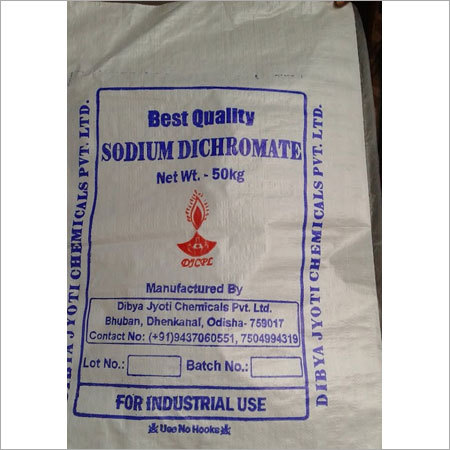 Best Quality
SODIUM DICHROMATE
Net Wt. - 50kg
DJCPL
Manufactured By
Dibya Jyoti Chemicals Pvt. Ltd.
Bhuban, Dhenkanal, Odisha- 759017
Contact No: (+91)9437060551, 7504994319
Lot No.:
Batch No.:
FOR INDUSTRIAL USE
Use No Hooks
DIBYA JYOTI CHEMICALS PVT. LTD.
DIBYA JYOTI CHEMICALS PVT. LTD.